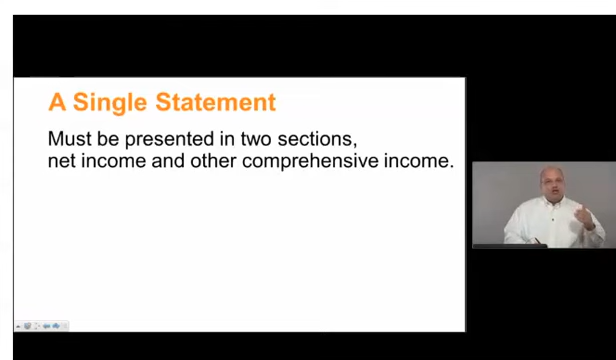 A Single Statement
Must be presented in two sections,
net income and other comprehensive income.